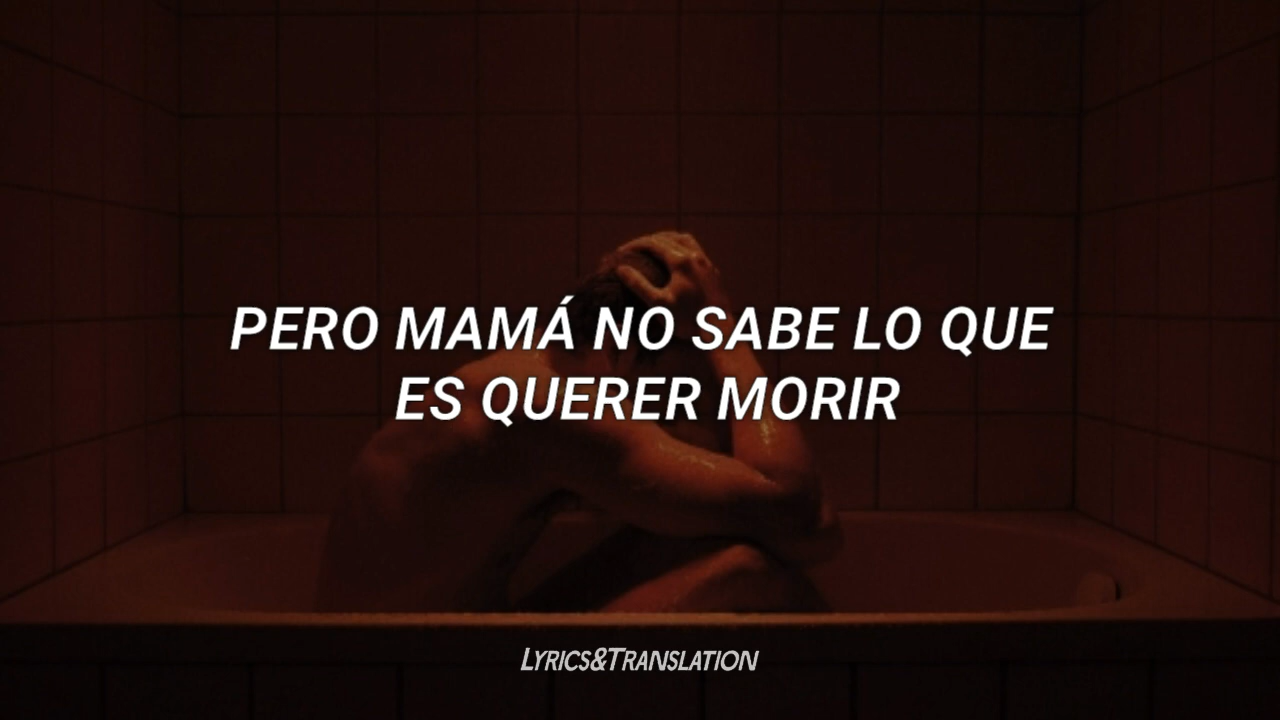 PERO MAMÁ NO SABE LO QUE
ES QUERER MORIR
LYRICS&TRANSLATION